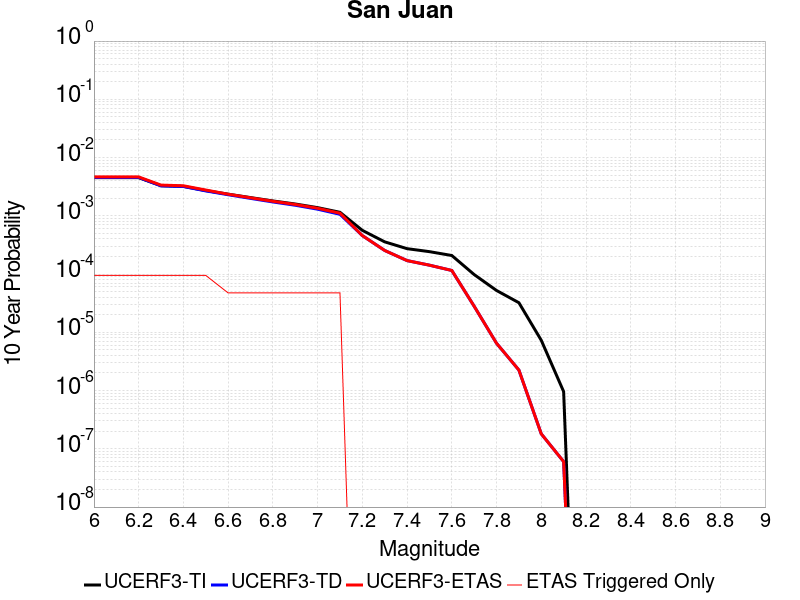 San Juan
10^0
10^-1
10^-2
10^-3
10^-4
10^-5
10^-6
10^-7
10^-8
10 Year Probability
6 6.2 6.4 6.6 6.8 7 7.2 7.4 7.6 7.8 8 8.2 8.4 8.6 8.8 9
Magnitude
UCERF3-TI UCERF3-TD UCERF3-ETAS ETAS Triggered Only